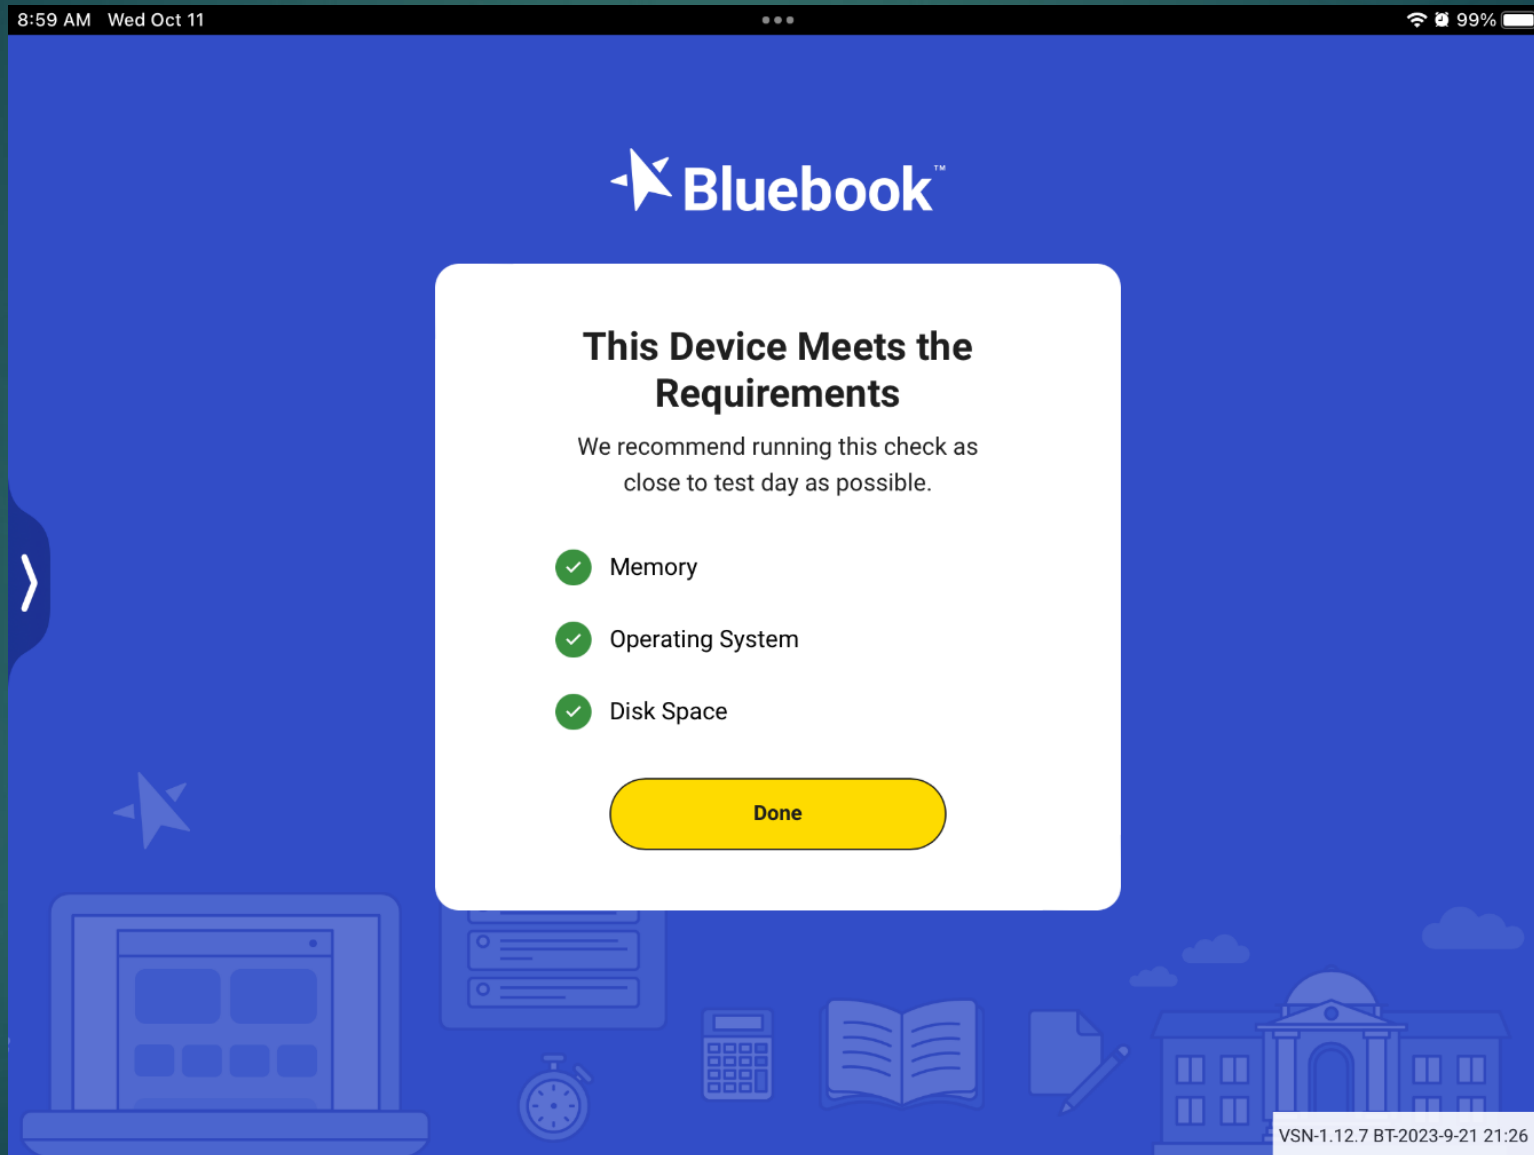 8:59 AM Wed Oct 11
99%
Bluebook™
This Device Meets the
Requirements
We recommend running this check as
close to test day as possible.
Memory
Operating System
Disk Space
Done
VSN-1.12.7 BT-2023-9-21 21:26